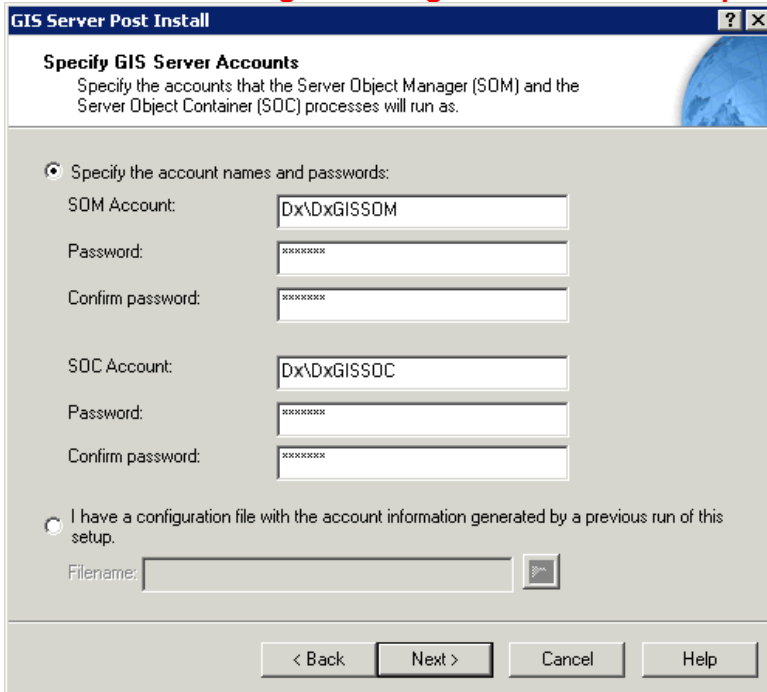 GIS Server Post Install
Specify GIS Server Accounts
Specify the accounts that the Server Object Manager (SOM) and the
Server Object Container (SOC) processes will run as.
Specify the account names and passwords:
SOM Account:
Dx\DxGISSOM
Password:
*******
Confirm password:
*******
SOC Account:
Dx\DxGISSOC
Password:
*******
Confirm password:
*******
I have a configuration file with the account information generated by a previous run of this
setup.
Filename:
< Back
Next >
Cancel
Help